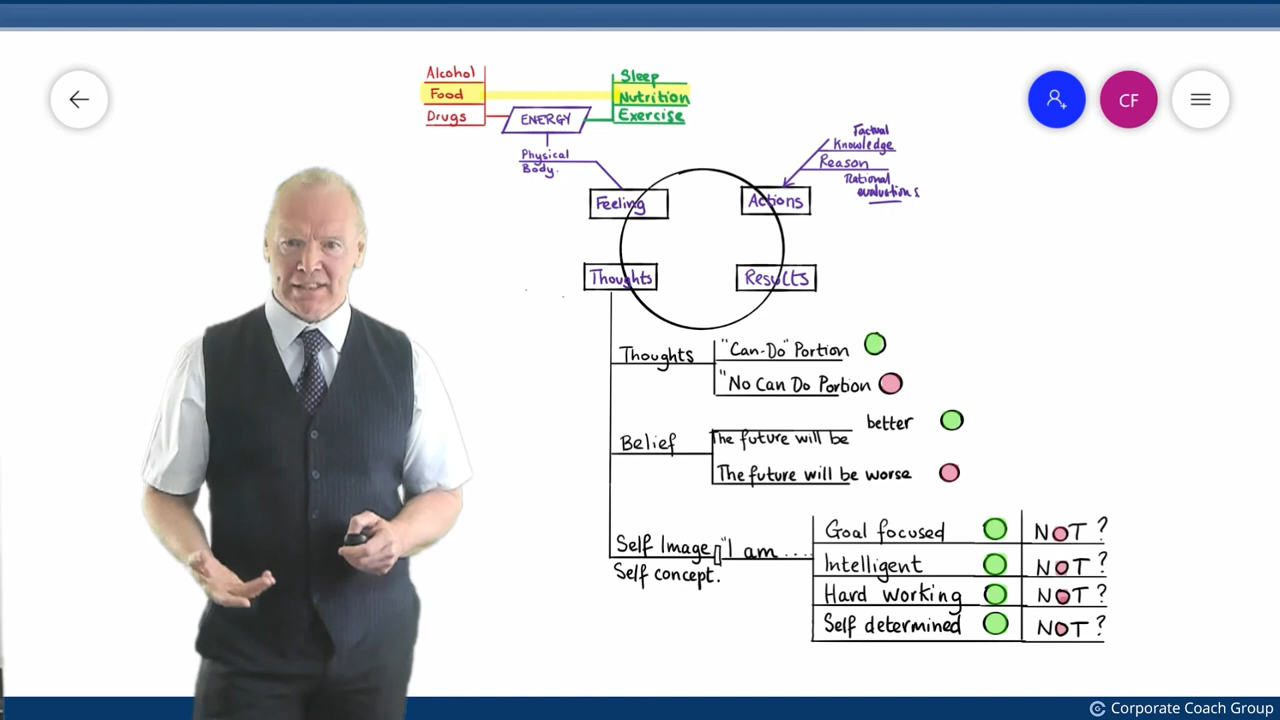 Alcohol
Food
Drugs
ENERGY
Sleep
Nutrition
Exercise
Physical
Body.
Factual
Knowledge
Reason
Rational
evaluations
Feeling
Actions
Thoughts
Results
Thoughts
"Can-Do" Portion
"No Can Do Portion
Belief
The future will be better
The future will be worse
Self Image
Self concept.
"I am ....
Goal focused NOT?
Intelligent NOT?
Hard working NOT?
Self determined NOT?
CF
Corporate Coach Group